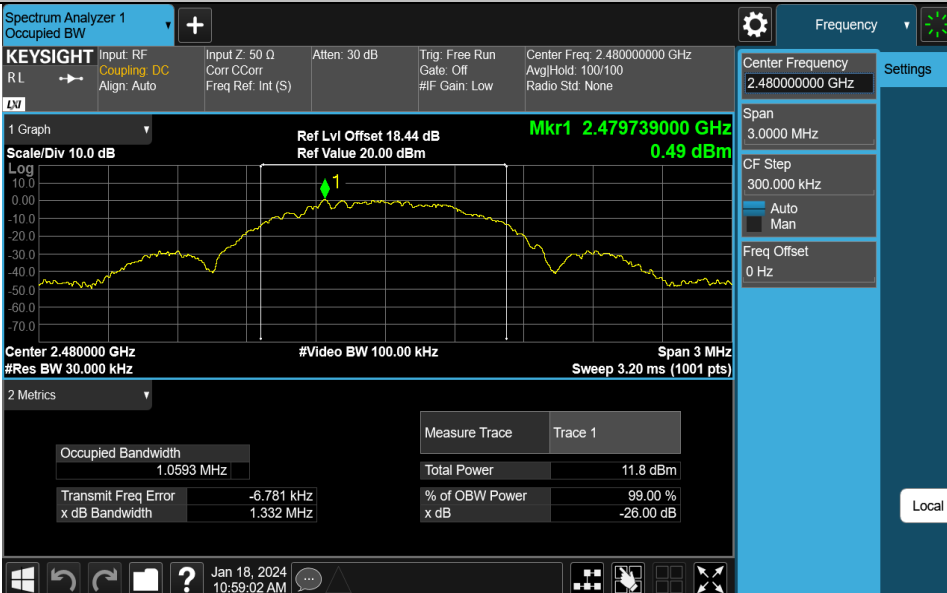 Spectrum Analyzer 1
Occupied BW
+
Frequency
KEYSIGHT
R L
LXI
Input: RF
Coupling: DC
Align: Auto
Input Z: 50 Ω
Corr CCorr
Freq Ref: Int (S)
Atten: 30 dB
Trig: Free Run
Gate: Off
#IF Gain: Low
Center Freq: 2.480000000 GHz
Avg|Hold: 100/100
Radio Std: None
Center Frequency
2.480000000 GHz
Settings
Span
3.0000 MHz
CF Step
300.000 kHz
Auto
Man
Freq Offset
0 Hz
Local
1 Graph
Scale/Div 10.0 dB
Ref Lvl Offset 18.44 dB
Ref Value 20.00 dBm
Mkr1 2.479739000 GHz
0.49 dBm
Log
10.0
0.00
-10.0
-20.0
-30.0
-40.0
-50.0
-60.0
-70.0
1
Center 2.480000 GHz
#Res BW 30.000 kHz
#Video BW 100.00 kHz
Span 3 MHz
Sweep 3.20 ms (1001 pts)
2 Metrics
Occupied Bandwidth
1.0593 MHz
Transmit Freq Error -6.781 kHz
x dB Bandwidth 1.332 MHz
Measure Trace Trace 1
Total Power 11.8 dBm
% of OBW Power 99.00 %
x dB -26.00 dB
?
Jan 18, 2024
10:59:02 AM